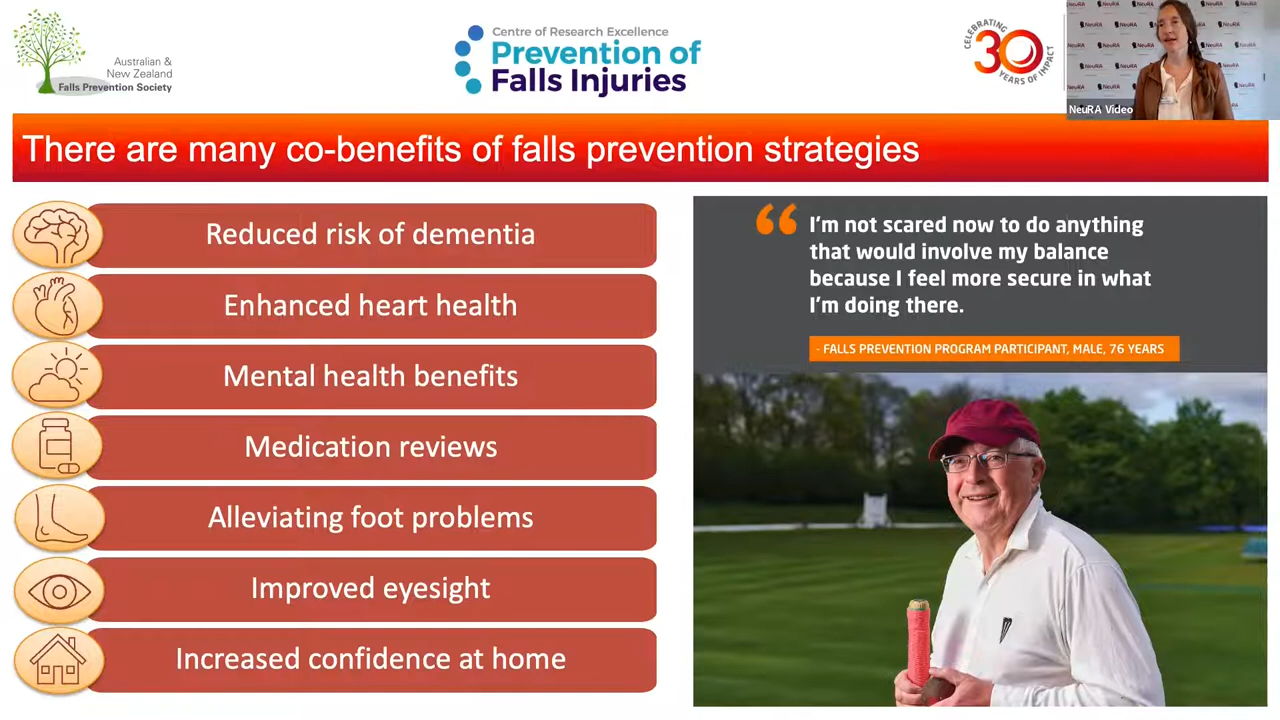 Australian &
New Zealand
Falls Prevention Society
Centre of Research Excellence
Prevention of
Falls Injuries
CELEBRATING
30
YEARS OF IMPACT
NeuRA Video
There are many co-benefits of falls prevention strategies
Reduced risk of dementia
Enhanced heart health
Mental health benefits
Medication reviews
Alleviating foot problems
Improved eyesight
Increased confidence at home
“ I’m not scared now to do anything
that would involve my balance
because I feel more secure in what
I’m doing there.
- FALLS PREVENTION PROGRAM PARTICIPANT, MALE, 76 YEARS